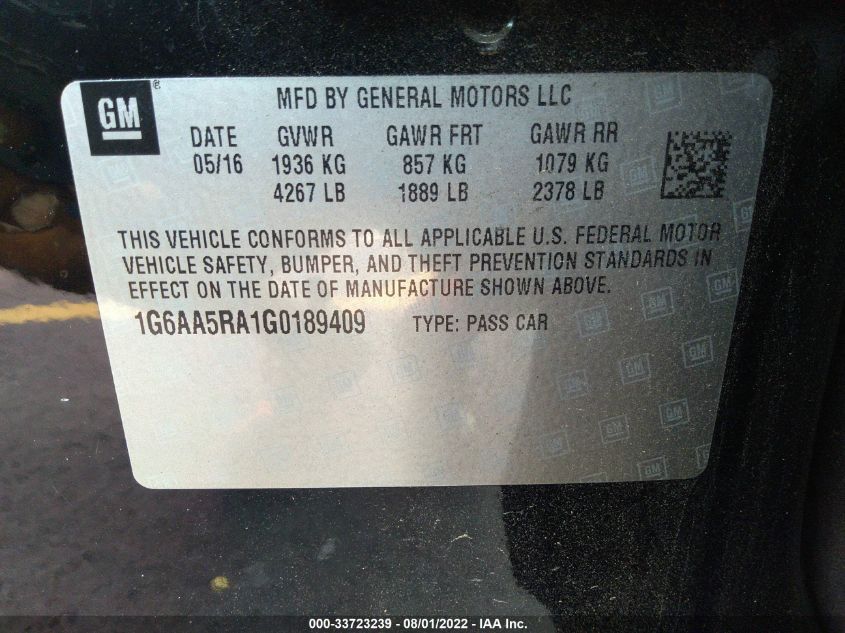 GM®
MFD BY GENERAL MOTORS LLC
DATE GVWR GAWR FRT GAWR RR
05/16 1936 KG 857 KG 1079 KG
4267 LB 1889 LB 2378 LB
THIS VEHICLE CONFORMS TO ALL APPLICABLE U.S. FEDERAL MOTOR
VEHICLE SAFETY, BUMPER, AND THEFT PREVENTION STANDARDS IN
EFFECT ON THE DATE OF MANUFACTURE SHOWN ABOVE.
1G6AA5RA1G0189409 TYPE: PASS CAR
000-33723239 - 08/01/2022 - IAA Inc.